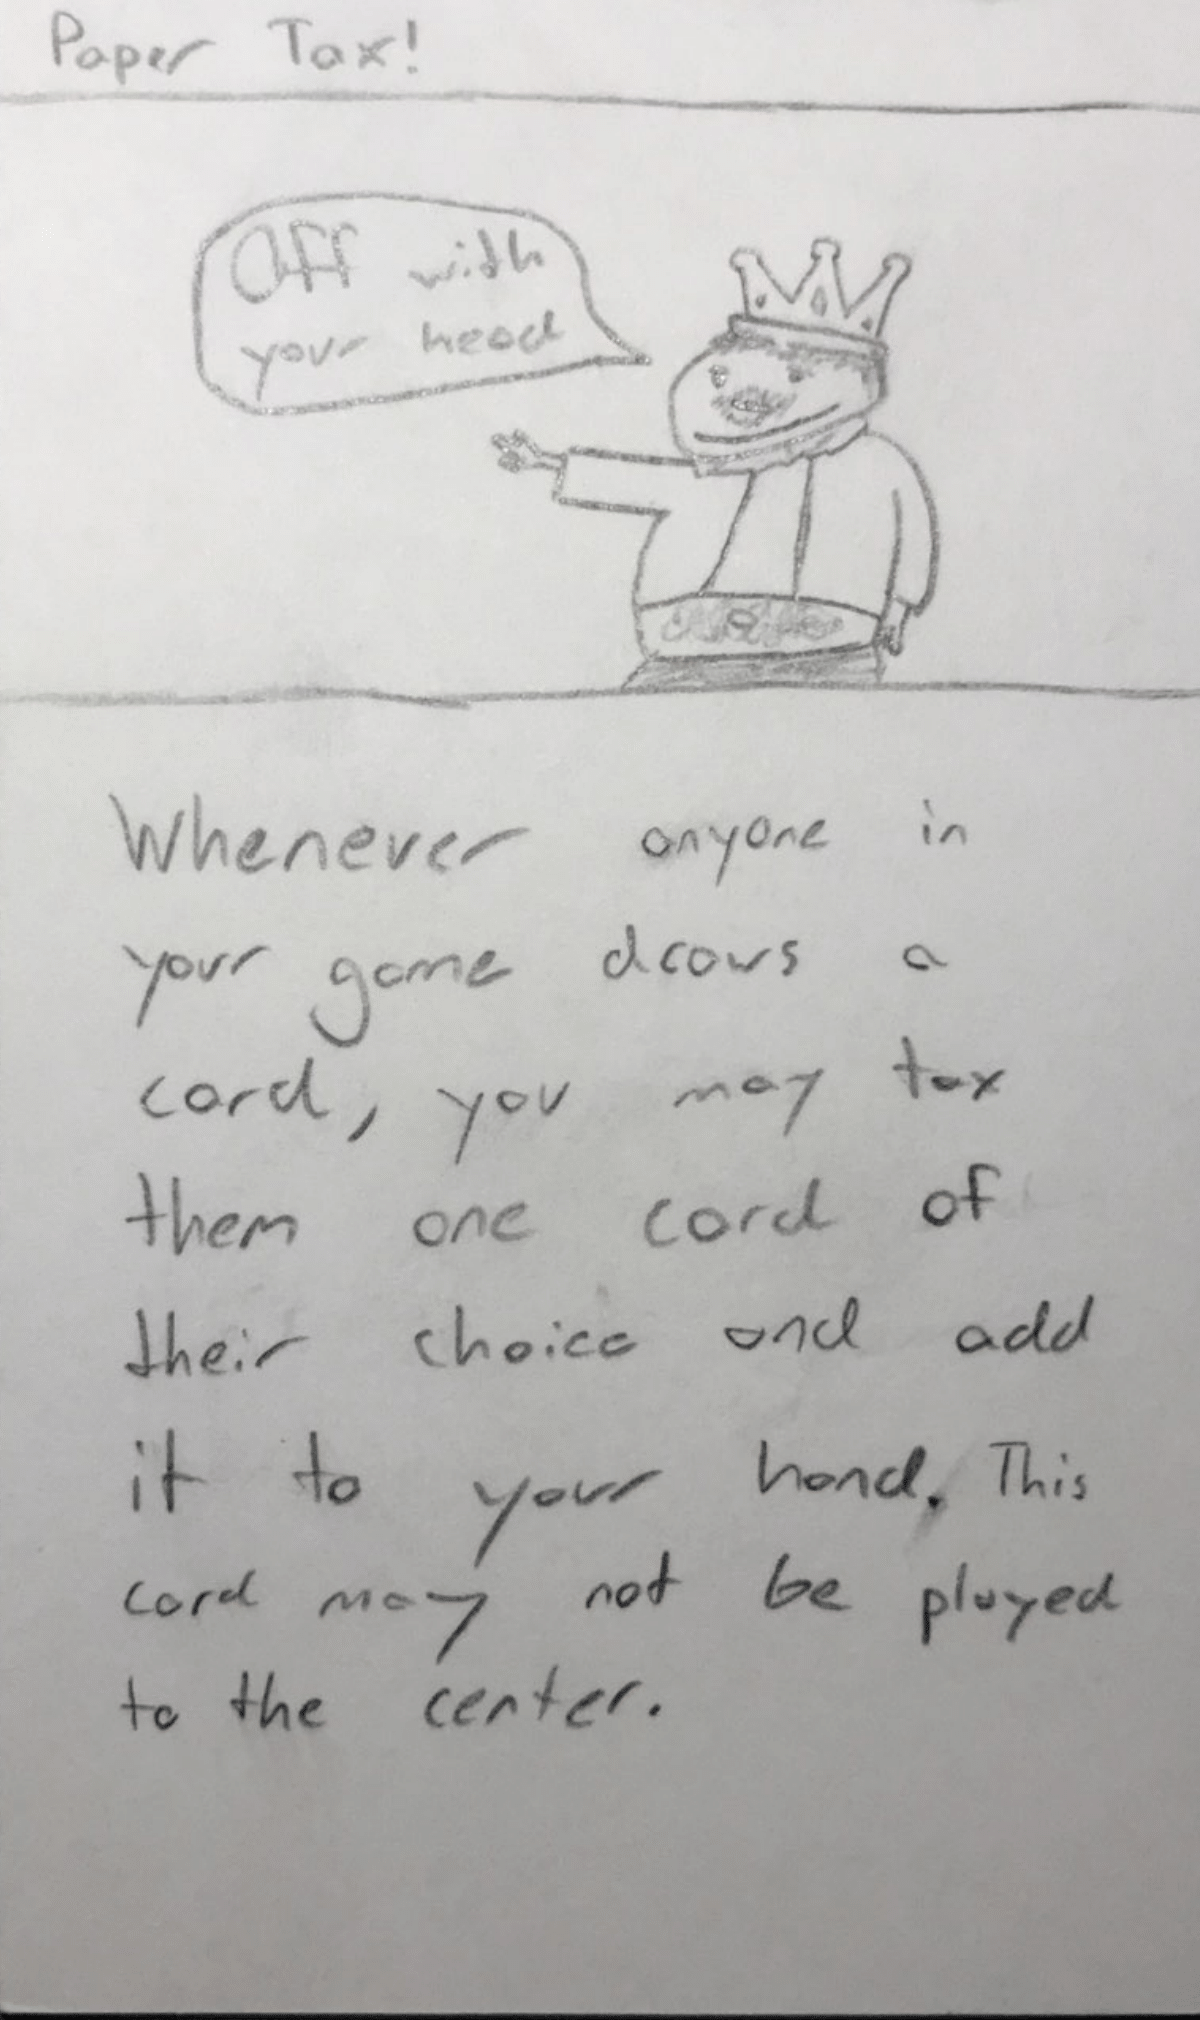 Paper Tax!
Off with
your head
Whenever anyone in
your game draws a
card, you may tax
them one card of
their choice and add
it to your hand. This
card may not be played
to the center.